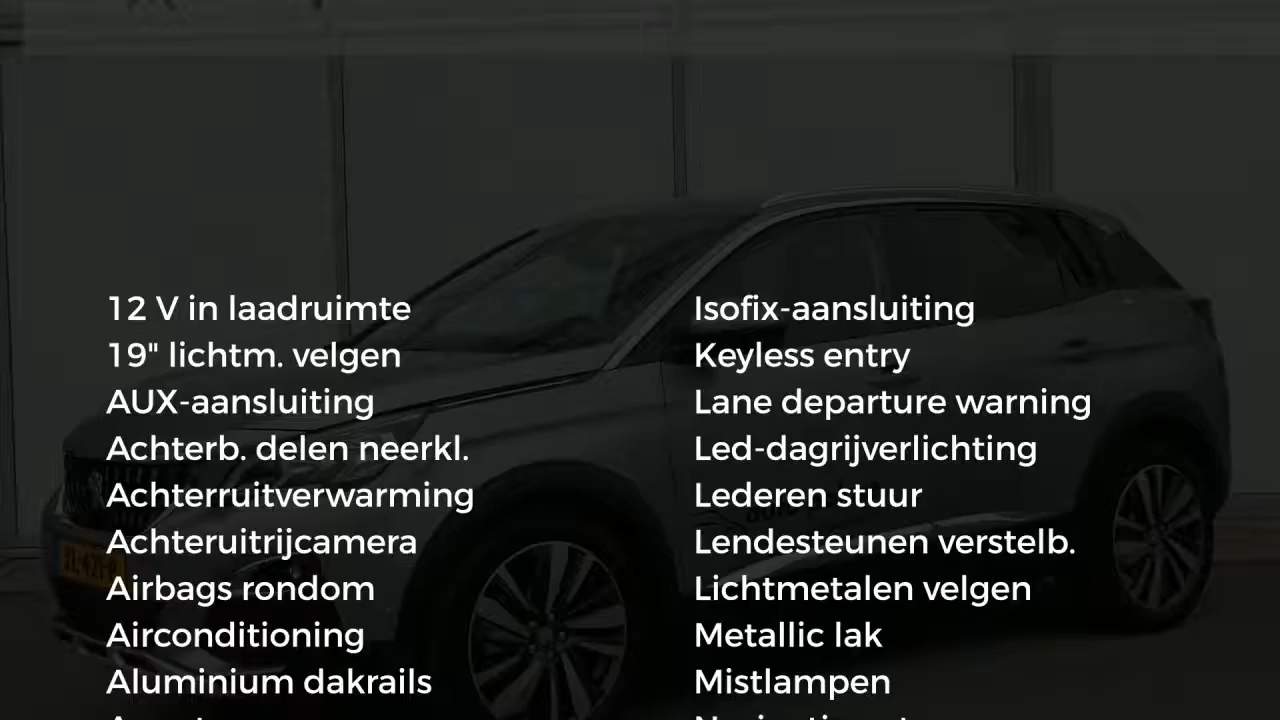 12 V in laadruimte
19" lichtm. velgen
AUX-aansluiting
Achterb. delen neerkl.
Achterruitverwarming
Achteruitrijcamera
Airbags rondom
Airconditioning
Aluminium dakrails
Isofix-aansluiting
Keyless entry
Lane departure warning
Led-dagrijverlichting
Lederen stuur
Lendesteunen verstelb.
Lichtmetalen velgen
Metallic lak
Mistlampen